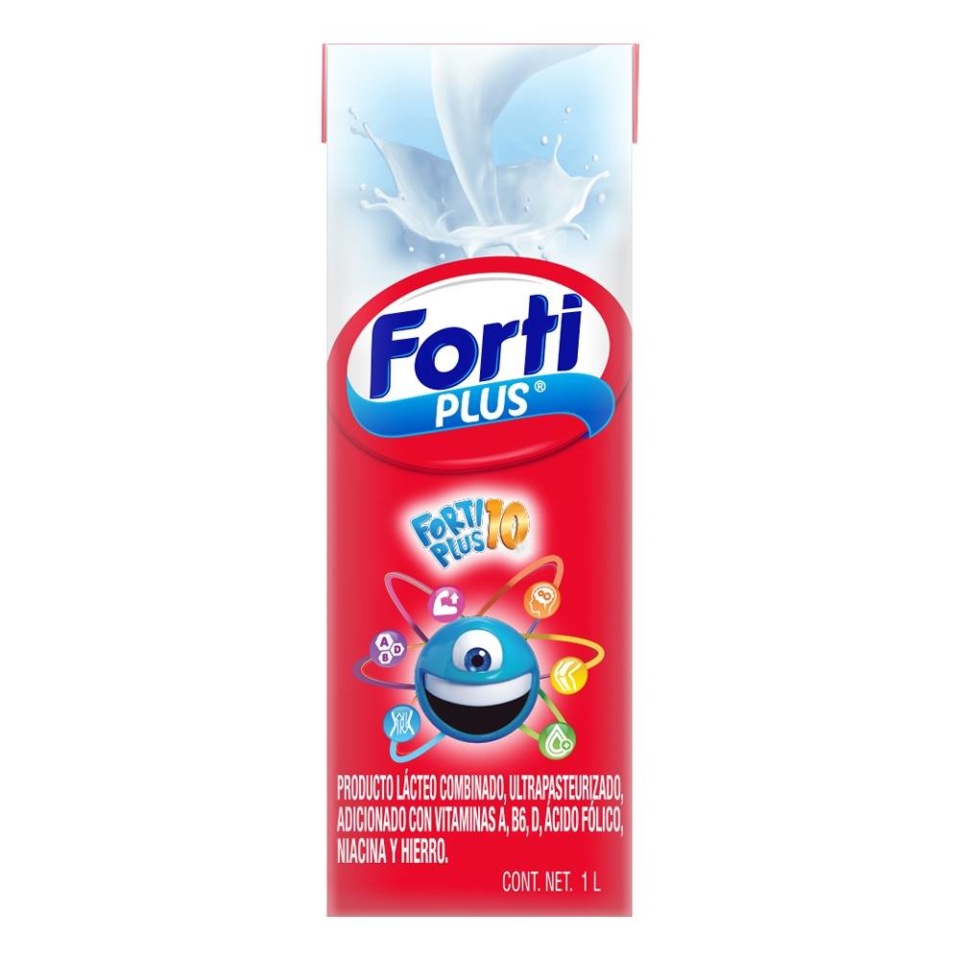 Forti
PLUS®
FORTI
PLUS 10
A
B D
PRODUCTO LÁCTEO COMBINADO, ULTRAPASTEURIZADO,
ADICIONADO CON VITAMINAS A, B6, D, ÁCIDO FÓLICO,
NIACINA Y HIERRO.
CONT. NET. 1 L